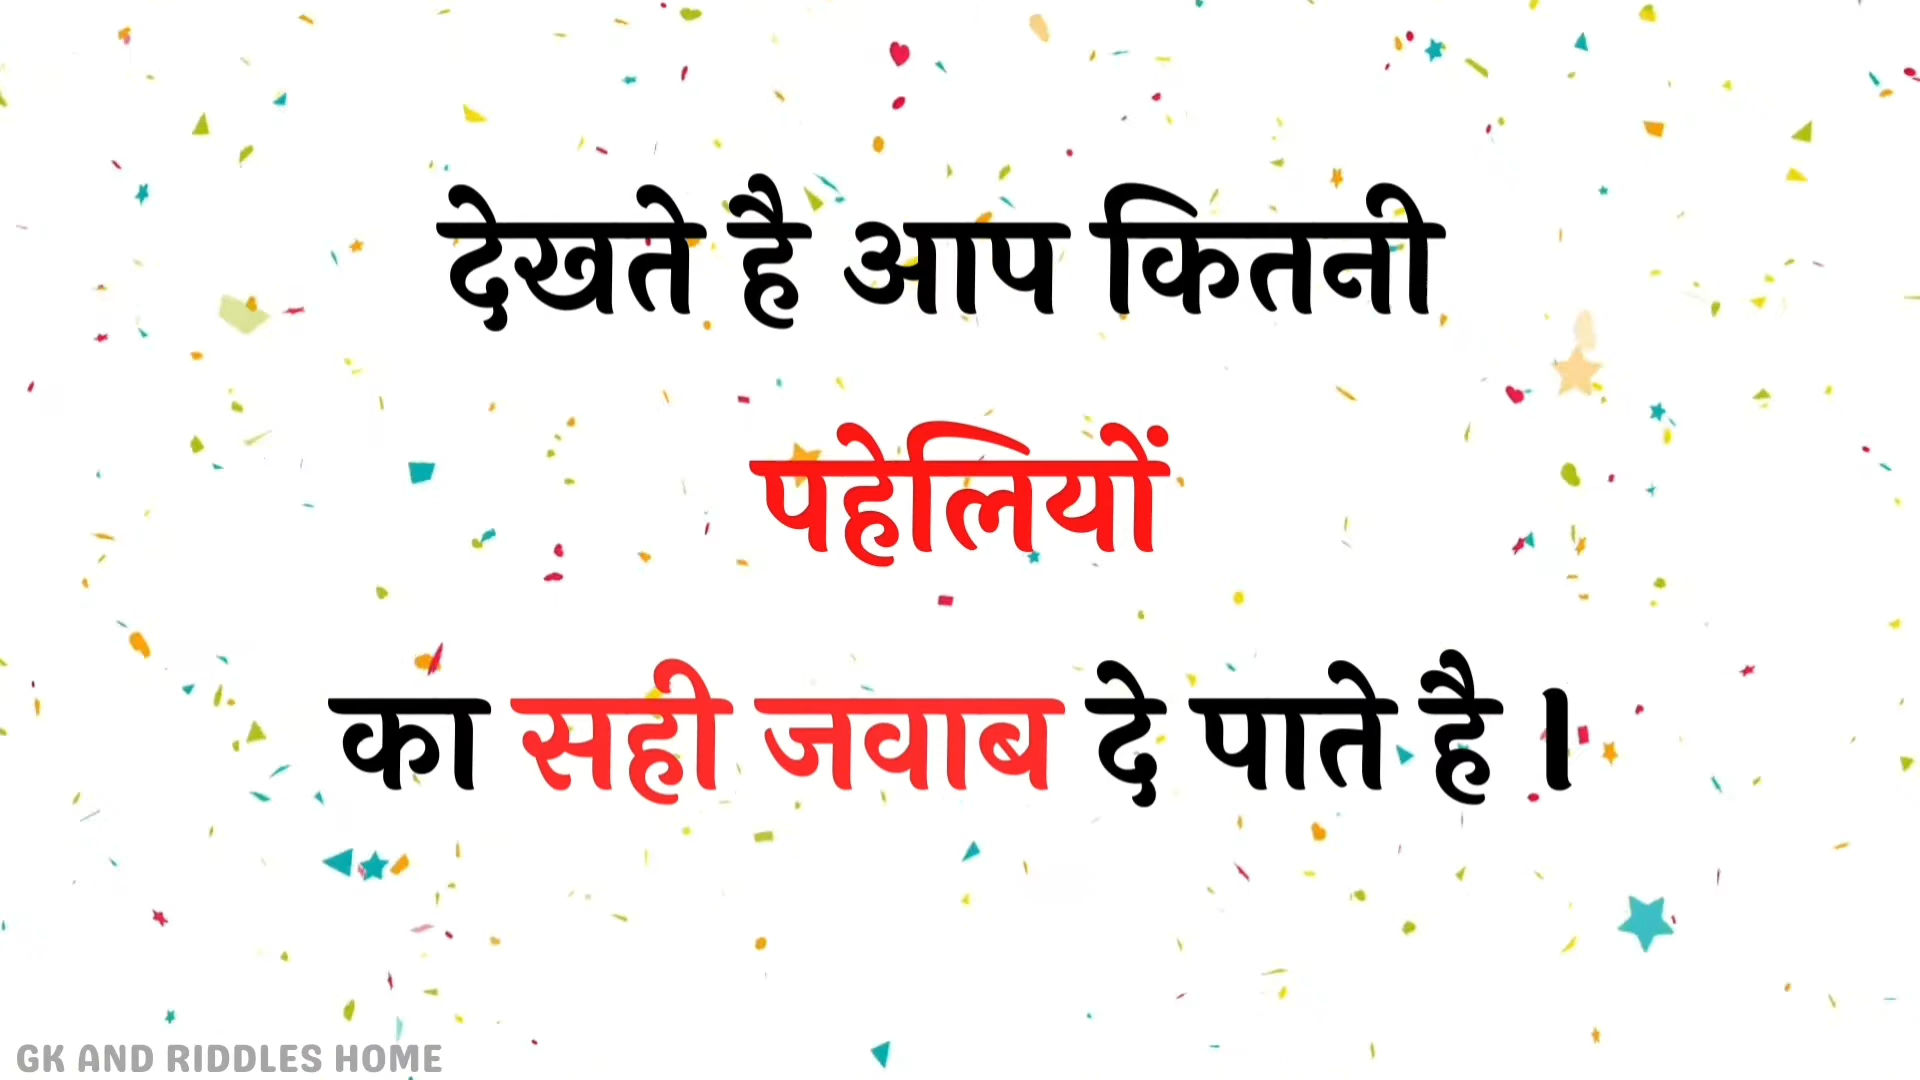 देखते है आप कितनी
पहेलियों
का सही जवाब दे पाते है ।
GK AND RIDDLES HOME